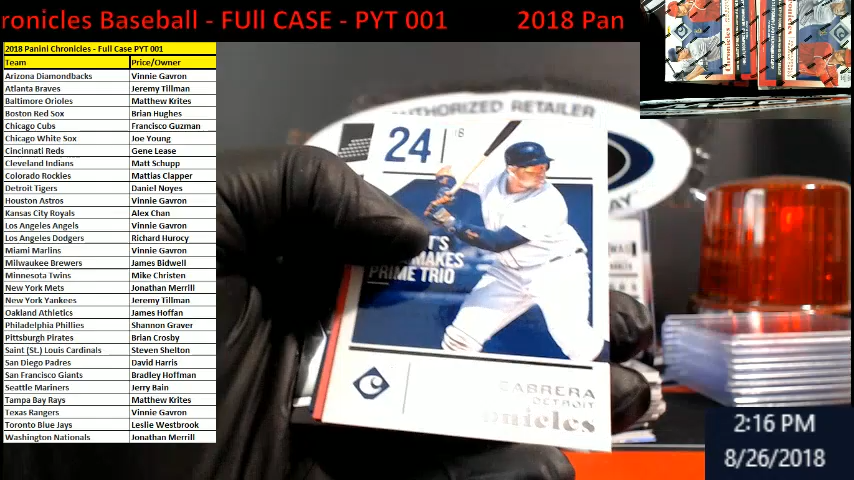 ronicles Baseball - FUll CASE - PYT 001 2018 Pan
2018 Panini Chronicles - Full Case PYT 001
Team Price/Owner
Arizona Diamondbacks Vinnie Gavron
Atlanta Braves Jeremy Tillman
Baltimore Orioles Matthew Krites
Boston Red Sox Brian Hughes
Chicago Cubs Francisco Guzman
Chicago White Sox Joe Young
Cincinnati Reds Gene Lease
Cleveland Indians Matt Schupp
Colorado Rockies Mattias Clapper
Detroit Tigers Daniel Noyes
Houston Astros Vinnie Gavron
Kansas City Royals Alex Chan
Los Angeles Angels Vinnie Gavron
Los Angeles Dodgers Richard Hurocy
Miami Marlins Vinnie Gavron
Milwaukee Brewers James Bidwell
Minnesota Twins Mike Christen
New York Mets Jonathan Merrill
New York Yankees Jeremy Tillman
Oakland Athletics James Hoffan
Philadelphia Phillies Shannon Graver
Pittsburgh Pirates Brian Crosby
Saint (St.) Louis Cardinals Steven Shelton
San Diego Padres David Harris
San Francisco Giants Bradley Hoffman
Seattle Mariners Jerry Bain
Tampa Bay Rays Matthew Krites
Texas Rangers Vinnie Gavron
Toronto Blue Jays Leslie Westbrook
Washington Nationals Jonathan Merrill
AUTHORIZED RETAILER
24
T'S
MAKES
PRIME TRIO
CABRERA
DETROIT
nicles
2:16 PM
8/26/2018